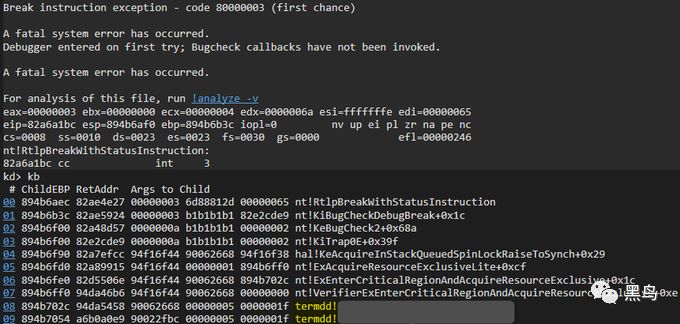 Break instruction exception - code 80000003 (first chance)
A fatal system error has occurred.
Debugger entered on first try; Bugcheck callbacks have not been invoked.
A fatal system error has occurred.
For analysis of this file, run !analyze -v
eax=00000003 ebx=00000000 ecx=00000004 edx=0000006a esi=fffffffe edi=00000065
eip=82a6a1bc esp=894b6af0 ebp=894b6b3c iopl=0 nv up ei pl zr na pe nc
cs=0008 ss=0010 ds=0023 es=0023 fs=0030 gs=0000 efl=00000246
nt!RtlpBreakWithStatusInstruction:
82a6a1bc cc int 3
kd> kb
# ChildEBP RetAddr Args to Child
00 894b6aec 82ae4e27 00000003 6d88812d 00000065 nt!RtlpBreakWithStatusInstruction
01 894b6b3c 82ae5924 00000003 b1b1b1b1 82e2cde9 nt!KiBugCheckDebugBreak+0x1c
02 894b6f00 82a48d57 0000000a b1b1b1b1 00000002 nt!KeBugCheck2+0x68a
03 894b6f00 82e2cde9 0000000a b1b1b1b1 00000002 nt!KiTrap0E+0x39f
04 894b6f90 82a7efcc 94f16f44 90062668 94f16f38 hal!KeAcquireInStackQueuedSpinLockRaiseToSynch+0x29
05 894b6fd0 82a89915 94f16f44 00000001 894b6ff0 nt!ExAcquireResourceExclusiveLite+0xcf
06 894b6fe0 82d5506e 94f16f44 90062668 894b702c nt!ExEnterCriticalRegionAndAcquireResourceExclusive+0x1c
07 894b6ff0 94da46b6 94f16f44 90062668 00000000 nt!VerifierExEnterCriticalRegionAndAcquireResource
08 894b702c 94da5458 90062668 00000005 0000001f termdd!
09 894b7054 a6b0a0e9 90022fbc 00000005 0000001f termdd!
黑鸟